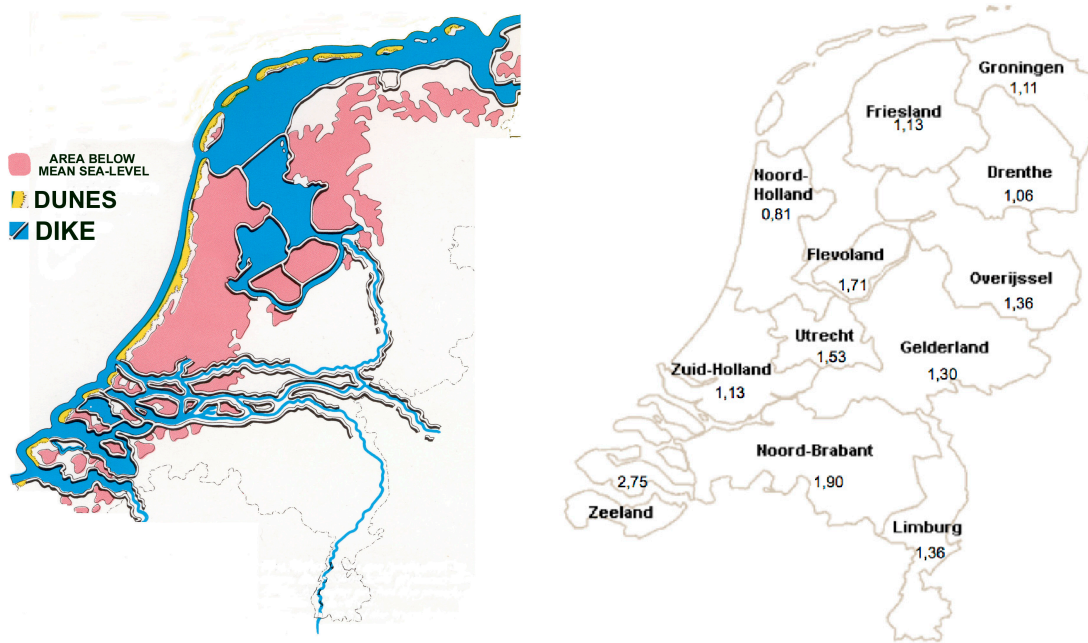 AREA BELOW
MEAN SEA-LEVEL
DUNES
DIKE
Groningen
1,11
Friesland
1,13
Drenthe
1,06
Noord-
Holland
0,81
Flevoland
1,71
Overijssel
1,36
Utrecht
1,53
Gelderland
1,30
Zuid-Holland
1,13
Noord-Brabant
1,90
2,75
Zeeland
Limburg
1,36